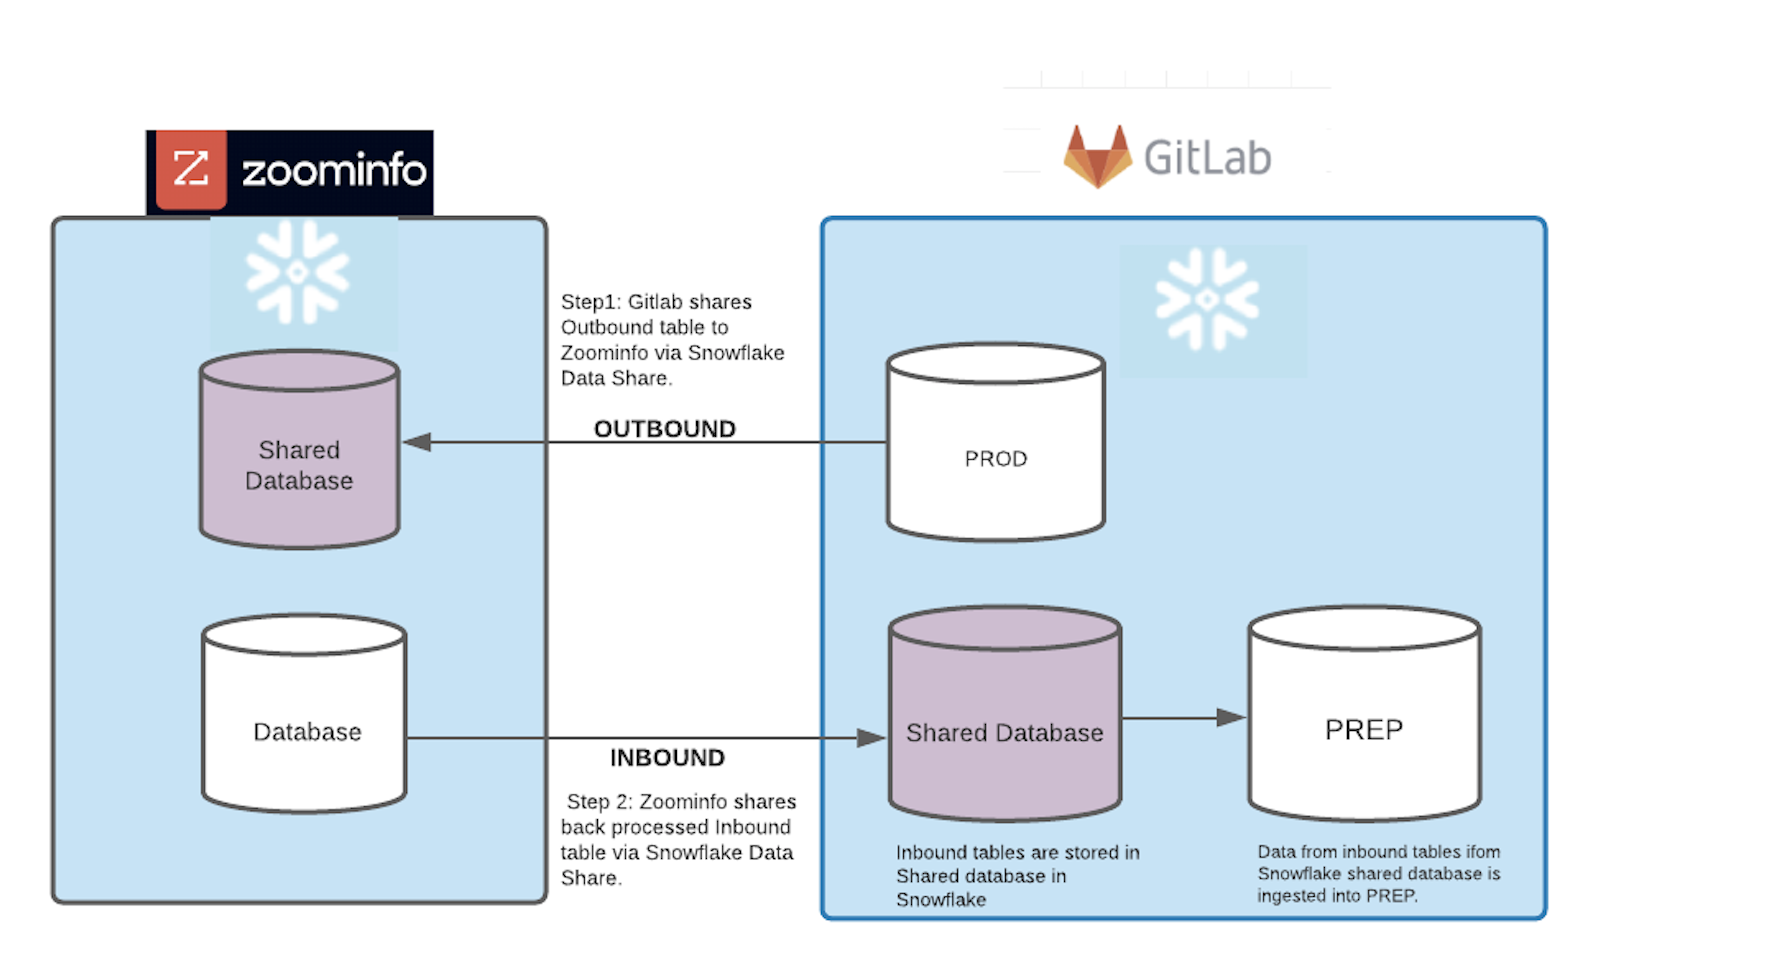 zoominfo
GitLab
Step1: Gitlab shares
Outbound table to
Zoominfo via Snowflake
Data Share.
OUTBOUND
Shared
Database
PROD
Database
INBOUND
Shared Database
PREP
Step 2: Zoominfo shares
back processed Inbound
table via Snowflake Data
Share.
Inbound tables are stored in
Shared database in
Snowflake
Data from inbound tables ifom
Snowflake shared database is
ingested into PREP.